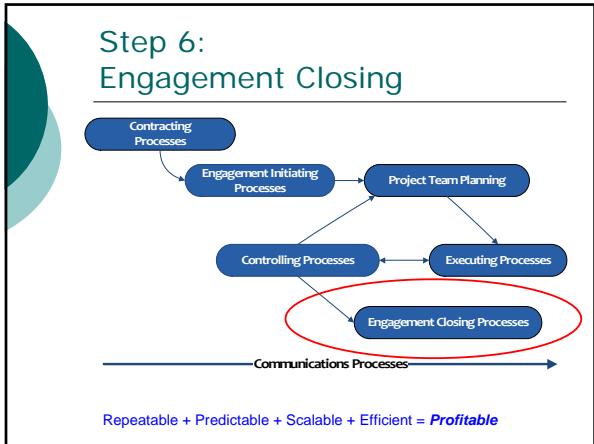 Step 6:
Engagement Closing
Contracting
Processes
Engagement Initiating
Processes
Project Team Planning
Controlling Processes
Executing Processes
Engagement Closing Processes
Communications Processes
Repeatable + Predictable + Scalable + Efficient = Profitable